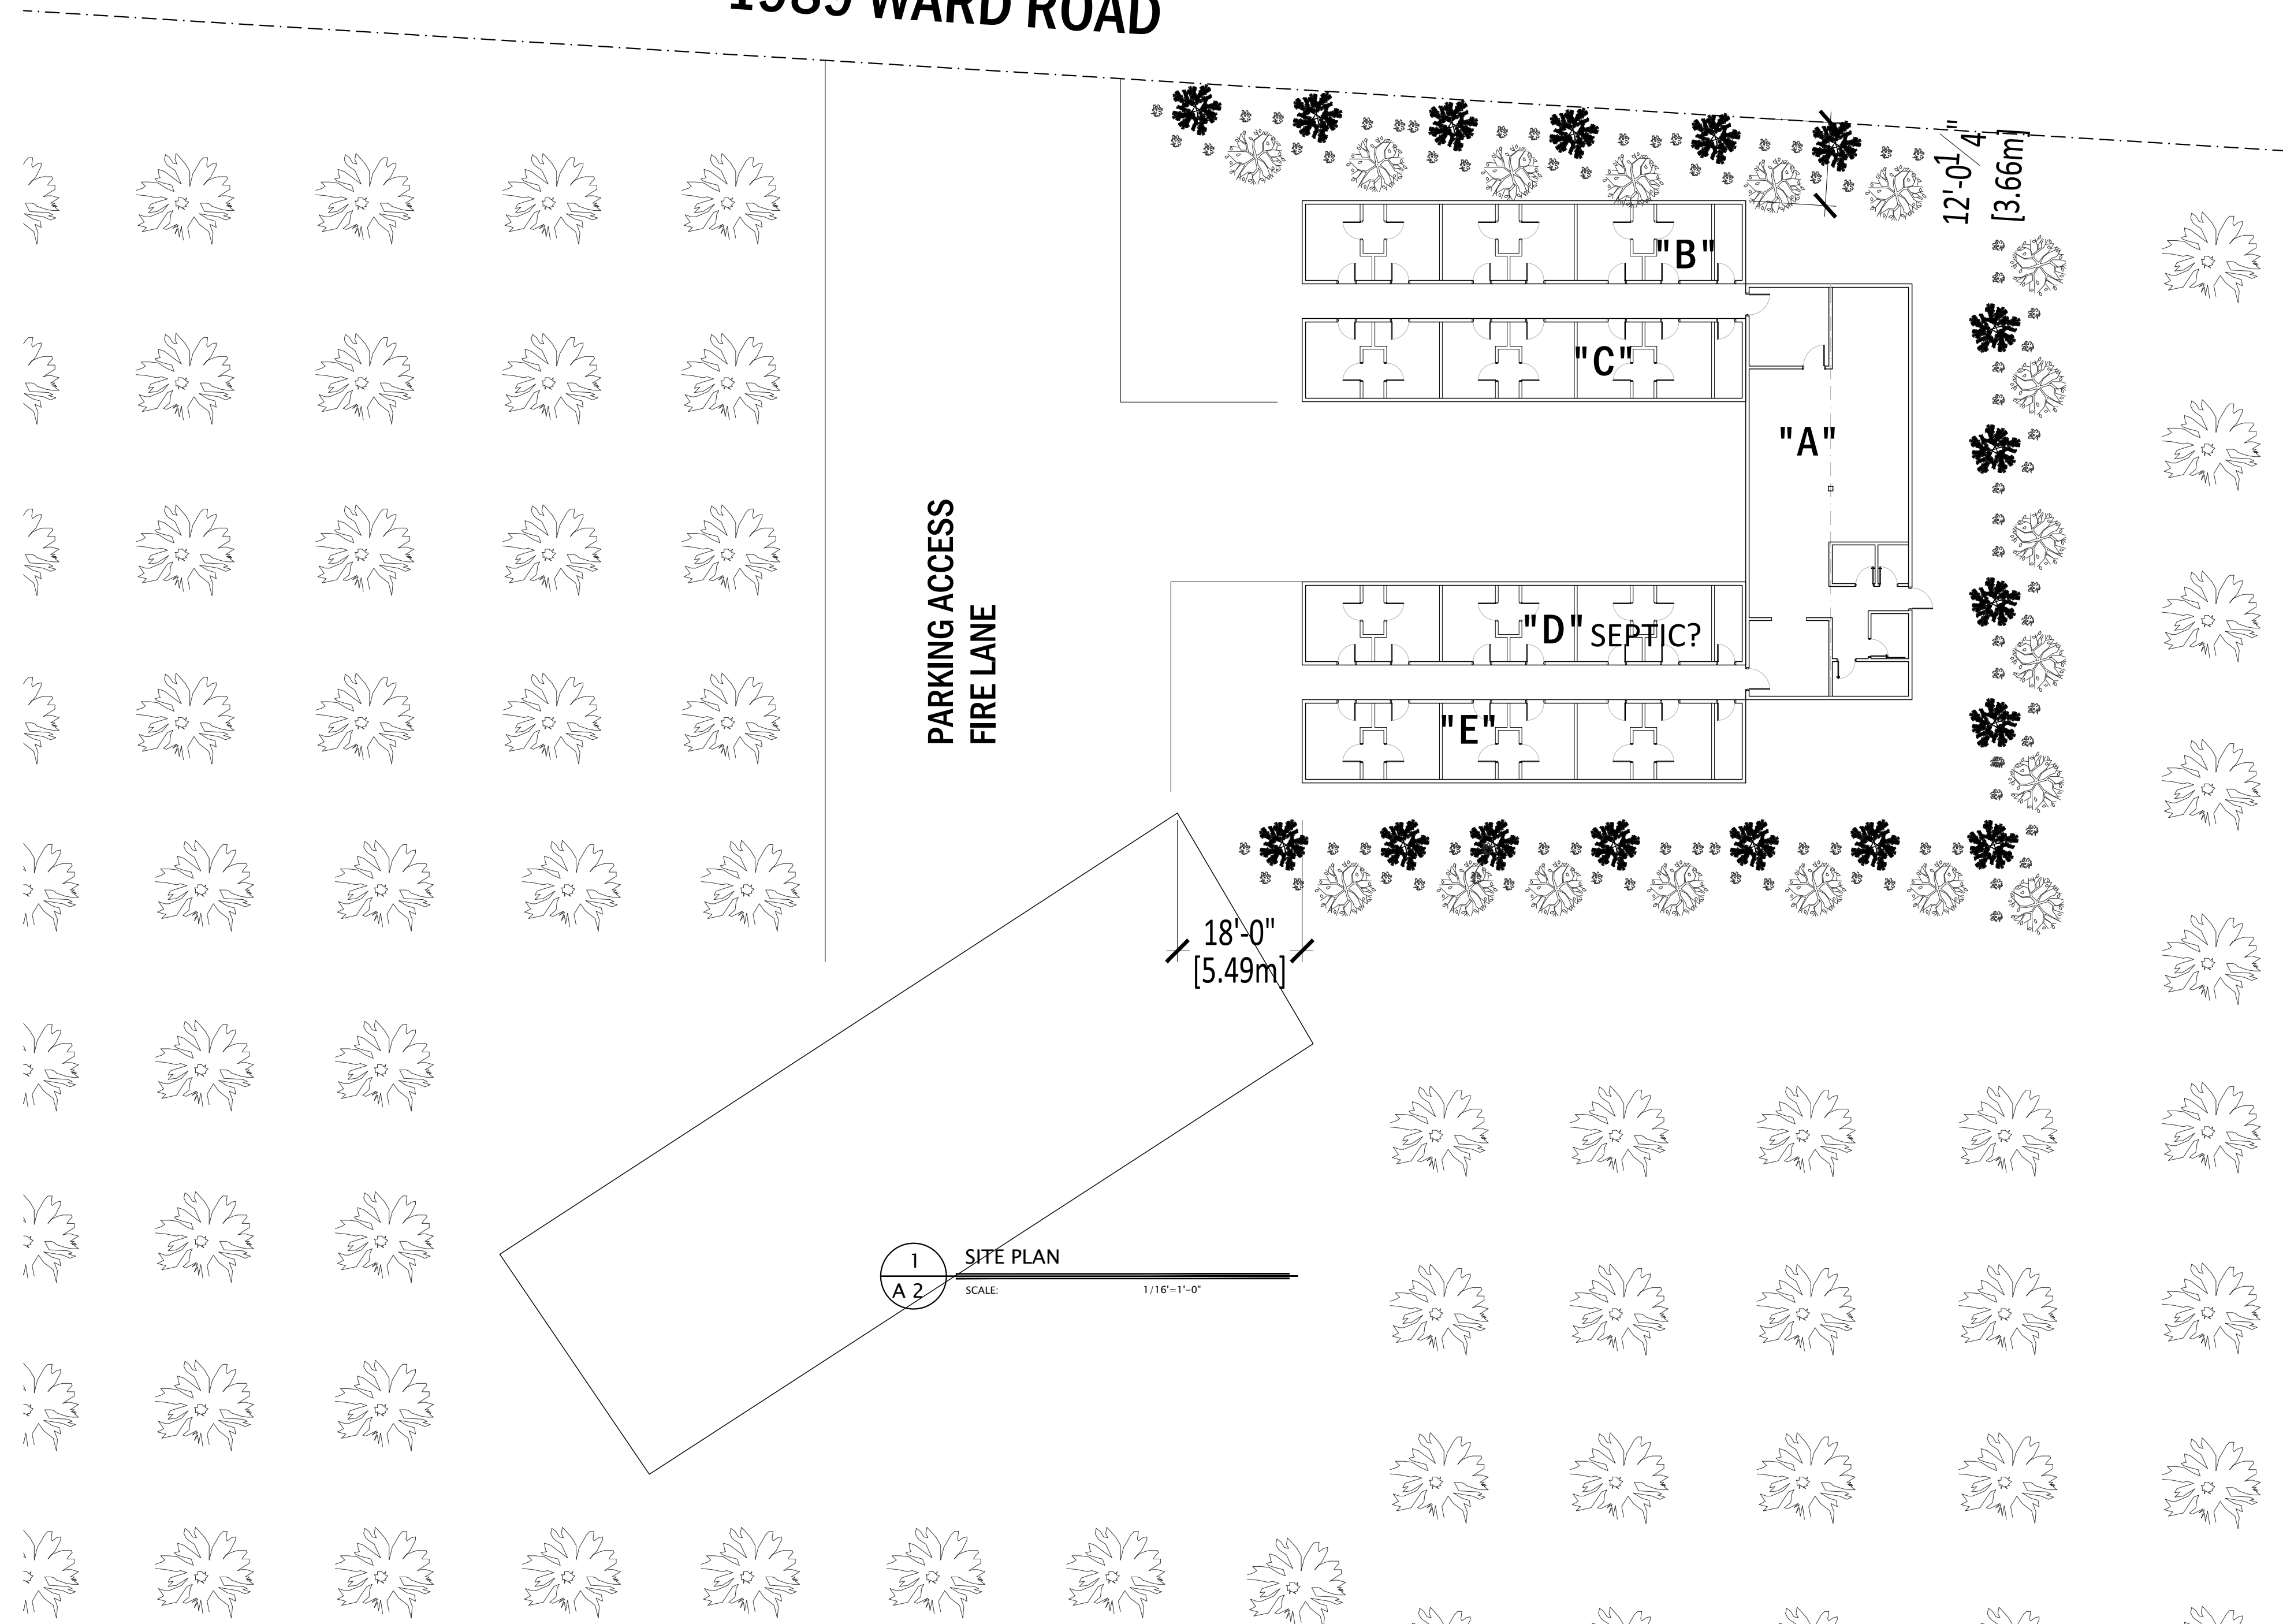 1989 WARD ROAD
12'-0 1/4"
[3.66m]
"B"
"C"
"A"
PARKING ACCESS
FIRE LANE
"D" SEPTIC?
"E"
18'-0"
[5.49m]
1
SITE PLAN
A 2
SCALE: 1/16'=1'-0"